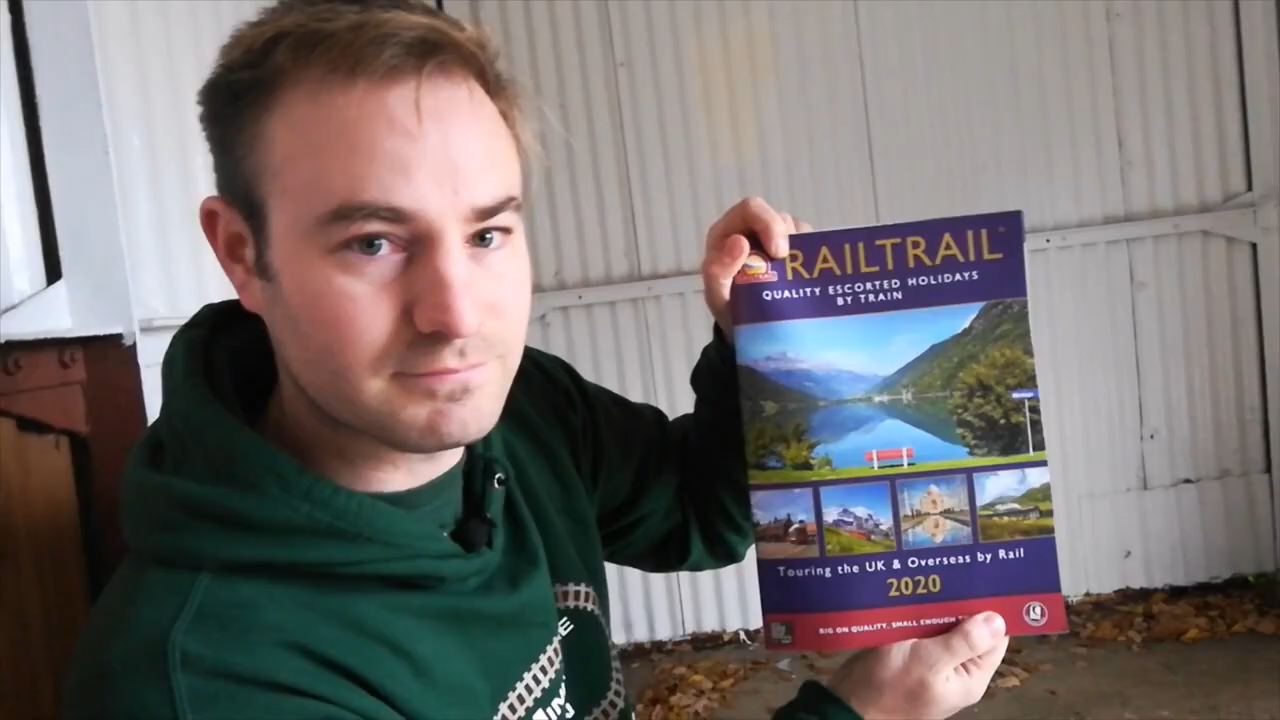 RAILTRAIL
QUALITY ESCORTED HOLIDAYS
BY TRAIN
Touring the UK & Overseas by Rail
2020
BIG ON QUALITY, SMALL ENOUGH